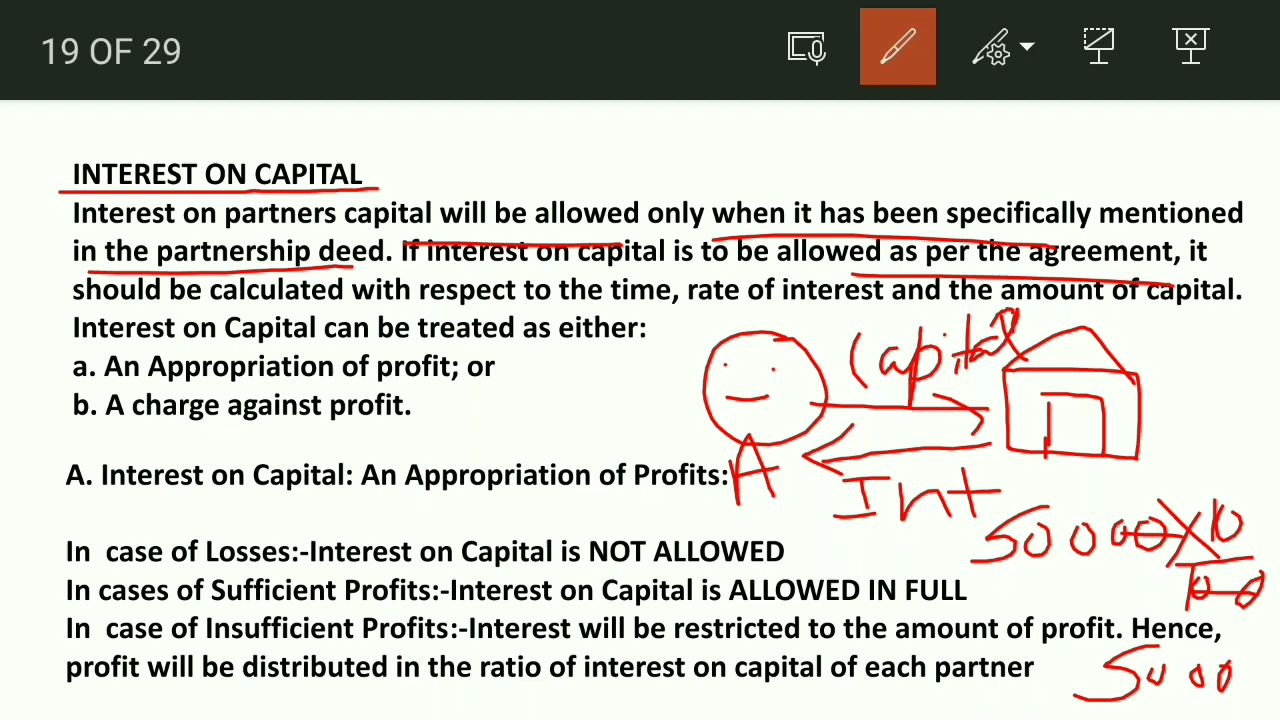 19 OF 29
INTEREST ON CAPITAL
Interest on partners capital will be allowed only when it has been specifically mentioned
in the partnership deed. If interest on capital is to be allowed as per the agreement, it
should be calculated with respect to the time, rate of interest and the amount of capital.
Interest on Capital can be treated as either:
a. An Appropriation of profit; or
b. A charge against profit.
Capital
A. Interest on Capital: An Appropriation of Profits:
A
Int
50000 X 10
100
In case of Losses:-Interest on Capital is NOT ALLOWED
In cases of Sufficient Profits:-Interest on Capital is ALLOWED IN FULL
In case of Insufficient Profits:-Interest will be restricted to the amount of profit. Hence,
profit will be distributed in the ratio of interest on capital of each partner
5000